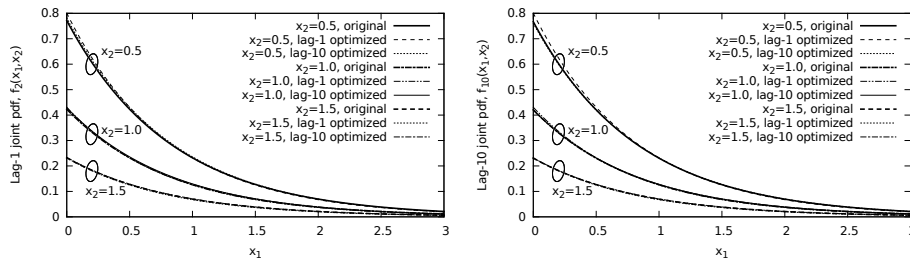 Lag-1 joint pdf, f2(x1,x2)
0.8
0.7
0.6
0.5
0.4
0.3
0.2
0.1
0
x2=0.5
x2=1.0
x2=1.5
x2=0.5, original
x2=0.5, lag-1 optimized
x2=0.5, lag-10 optimized
x2=1.0, original
x2=1.0, lag-1 optimized
x2=1.0, lag-10 optimized
x2=1.5, original
x2=1.5, lag-1 optimized
x2=1.5, lag-10 optimized
0 0.5 1 1.5 2 2.5 3
x1
Lag-10 joint pdf, f10(x1,x2)
0.8
0.7
0.6
0.5
0.4
0.3
0.2
0.1
0
x2=0.5
x2=1.0
x2=1.5
x2=0.5, original
x2=0.5, lag-1 optimized
x2=0.5, lag-10 optimized
x2=1.0, original
x2=1.0, lag-1 optimized
x2=1.0, lag-10 optimized
x2=1.5, original
x2=1.5, lag-1 optimized
x2=1.5, lag-10 optimized
0 0.5 1 1.5 2 2.5 3
x1